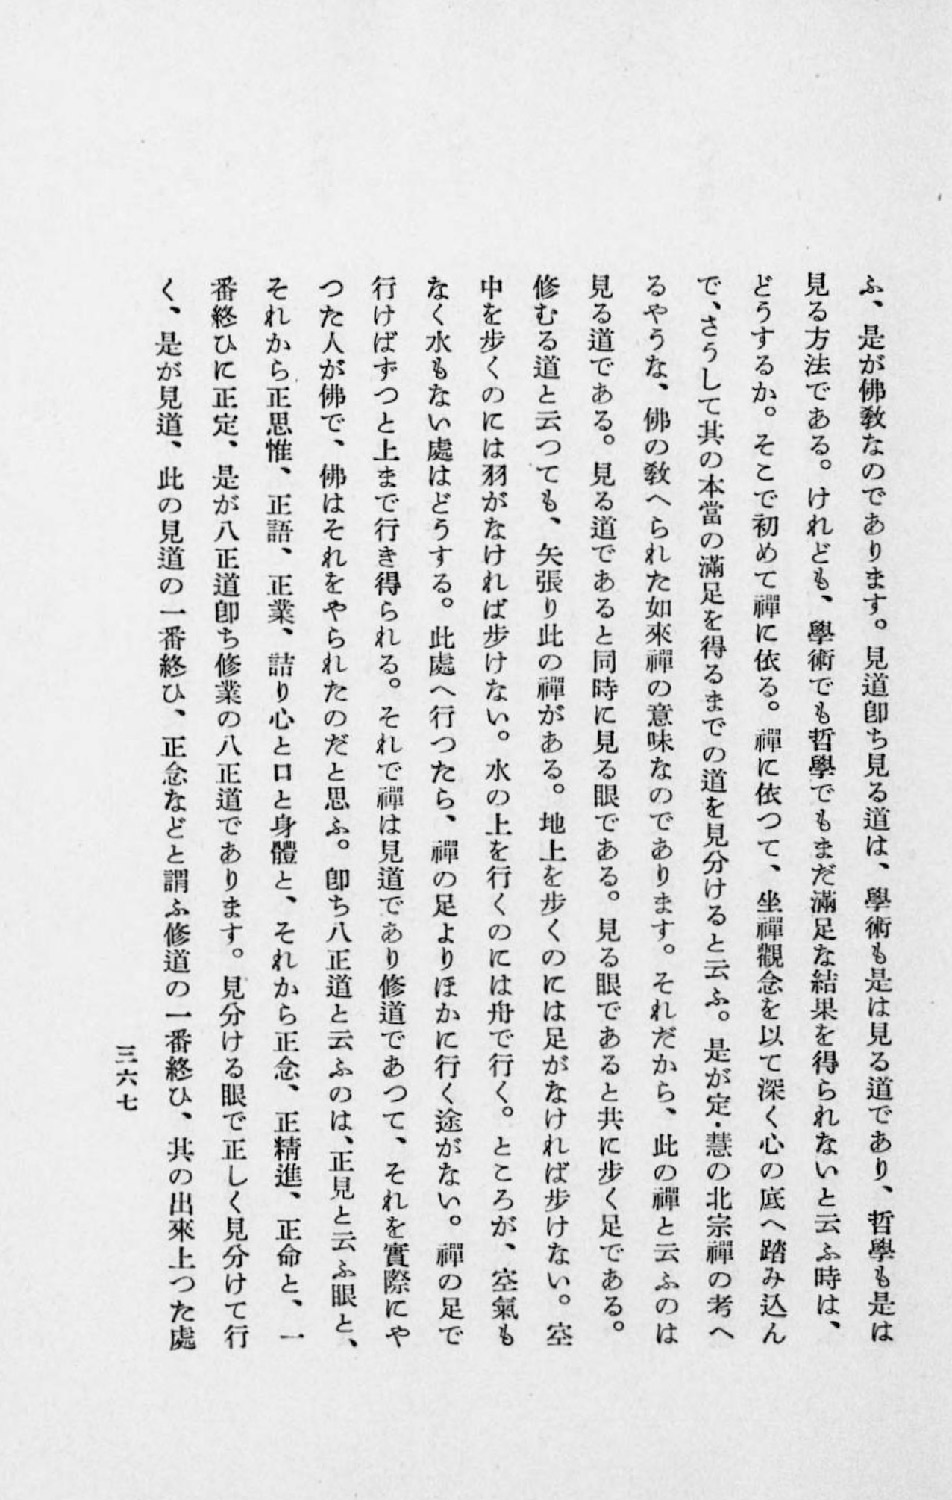 ふ、是が佛敎なのであります。見道卽ち見る道は、學術も是は見る道であり、哲學も是は
見る方法である。けれども、學術でも哲學でもまだ滿足な結果を得られないと云ふ時は、
どうするか。そこで初めて禪に依る。禪に依つて、坐禪觀念を以て深く心の底へ踏み込ん
で、さうして其の本當の滿足を得るまでの道を見分けると云ふ。是が定・慧の北宗禪の考へ
るやうな、佛の敎へられた如來禪の意味なのであります。それだから、此の禪と云ふのは
見る道である。見る道であると同時に見る眼である。見る眼であると共に步く足である。
修むる道と云つても、矢張り此の禪がある。地上を步くのには足がなければ步けない。空
中を步くのには羽がなければ步けない。水の上を行くのには舟で行く。ところが、空氣も
なく水もない處はどうする。此處へ行つたら、禪の足よりほかに行く途がない。禪の足で
行けばずつと上まで行き得られる。それで禪は見道であり修道であつて、それを實際にや
つた人が佛で、佛はそれをやられたのだと思ふ。卽ち八正道と云ふのは、正見と云ふ眼と、
それから正思惟、正語、正業、詰り心と口と身體と、それから正念、正精進、正命と、一
番終ひに正定、是が八正道卽ち修業の八正道であります。見分ける眼で正しく見分けて行
く、是が見道、此の見道の一番終ひ、正念などと謂ふ修道の一番終ひ、其の出來上つた處
三六七